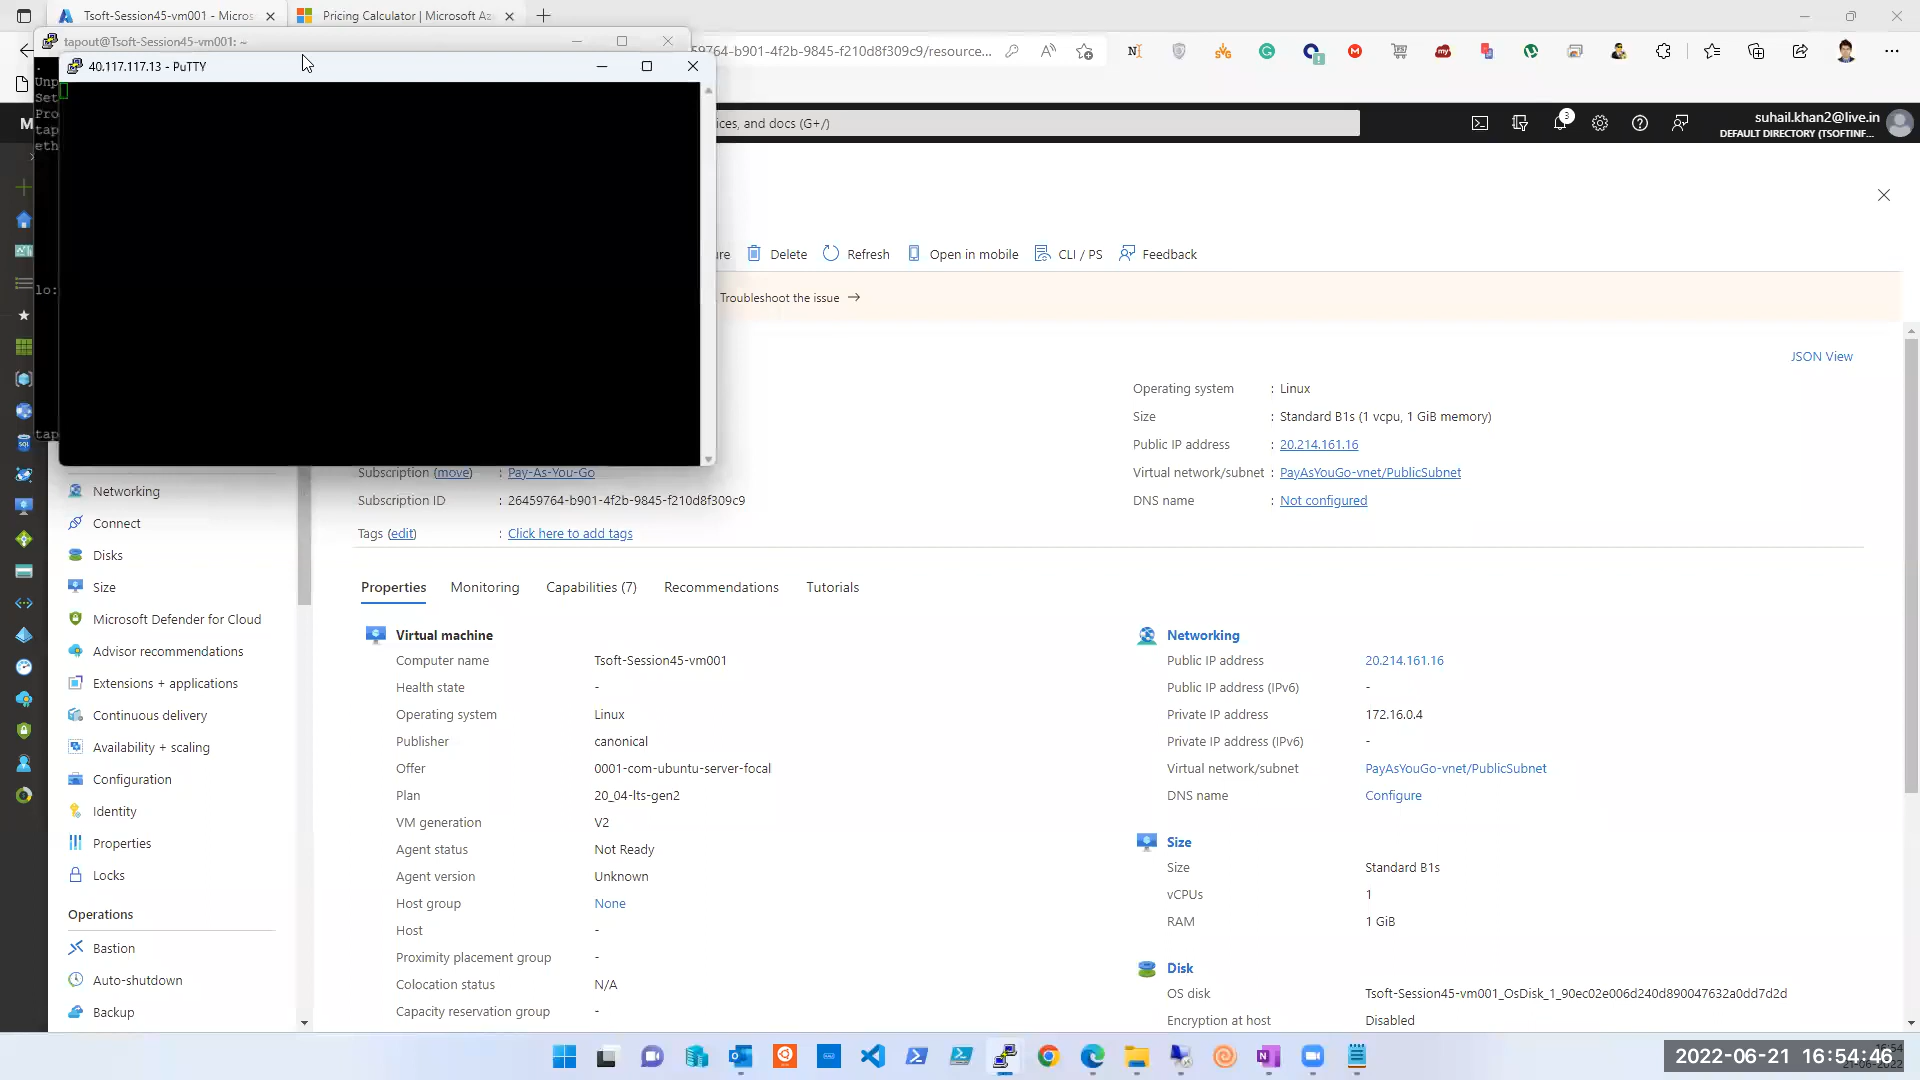 Tsoft-Session45-vm001 - Micros
Pricing Calculator | Microsoft Az
tapout@Tsoft-Session45-vm001: ~
59764-b901-4f2b-9845-f210d8f309c9/resource...
40.117.117.13 - PuTTY
Unp
Set
Pro
tap
eth
lo:
tap
M
ices, and docs (G+/)
3
suhail.khan2@live.in
DEFAULT DIRECTORY (TSOFTINF...
ure
Delete
Refresh
Open in mobile
CLI / PS
Feedback
Troubleshoot the issue →
JSON View
Operating system : Linux
Size : Standard B1s (1 vcpu, 1 GiB memory)
Public IP address : 20.214.161.16
Subscription (move) : Pay-As-You-Go
Virtual network/subnet : PayAsYouGo-vnet/PublicSubnet
Subscription ID : 26459764-b901-4f2b-9845-f210d8f309c9
DNS name : Not configured
Tags (edit) : Click here to add tags
Networking
Connect
Disks
Size
Microsoft Defender for Cloud
Advisor recommendations
Extensions + applications
Continuous delivery
Availability + scaling
Configuration
Identity
Properties
Locks
Operations
Bastion
Auto-shutdown
Backup
Properties
Monitoring
Capabilities (7)
Recommendations
Tutorials
Virtual machine
Computer name Tsoft-Session45-vm001
Health state -
Operating system Linux
Publisher canonical
Offer 0001-com-ubuntu-server-focal
Plan 20_04-lts-gen2
VM generation V2
Agent status Not Ready
Agent version Unknown
Host group None
Host -
Proximity placement group -
Colocation status N/A
Capacity reservation group -
Networking
Public IP address 20.214.161.16
Public IP address (IPv6) -
Private IP address 172.16.0.4
Private IP address (IPv6) -
Virtual network/subnet PayAsYouGo-vnet/PublicSubnet
DNS name Configure
Size
Size Standard B1s
vCPUs 1
RAM 1 GiB
Disk
OS disk Tsoft-Session45-vm001_OsDisk_1_90ec02e006d240d890047632a0dd7d2d
Encryption at host Disabled
2022-06-21 16:54:46